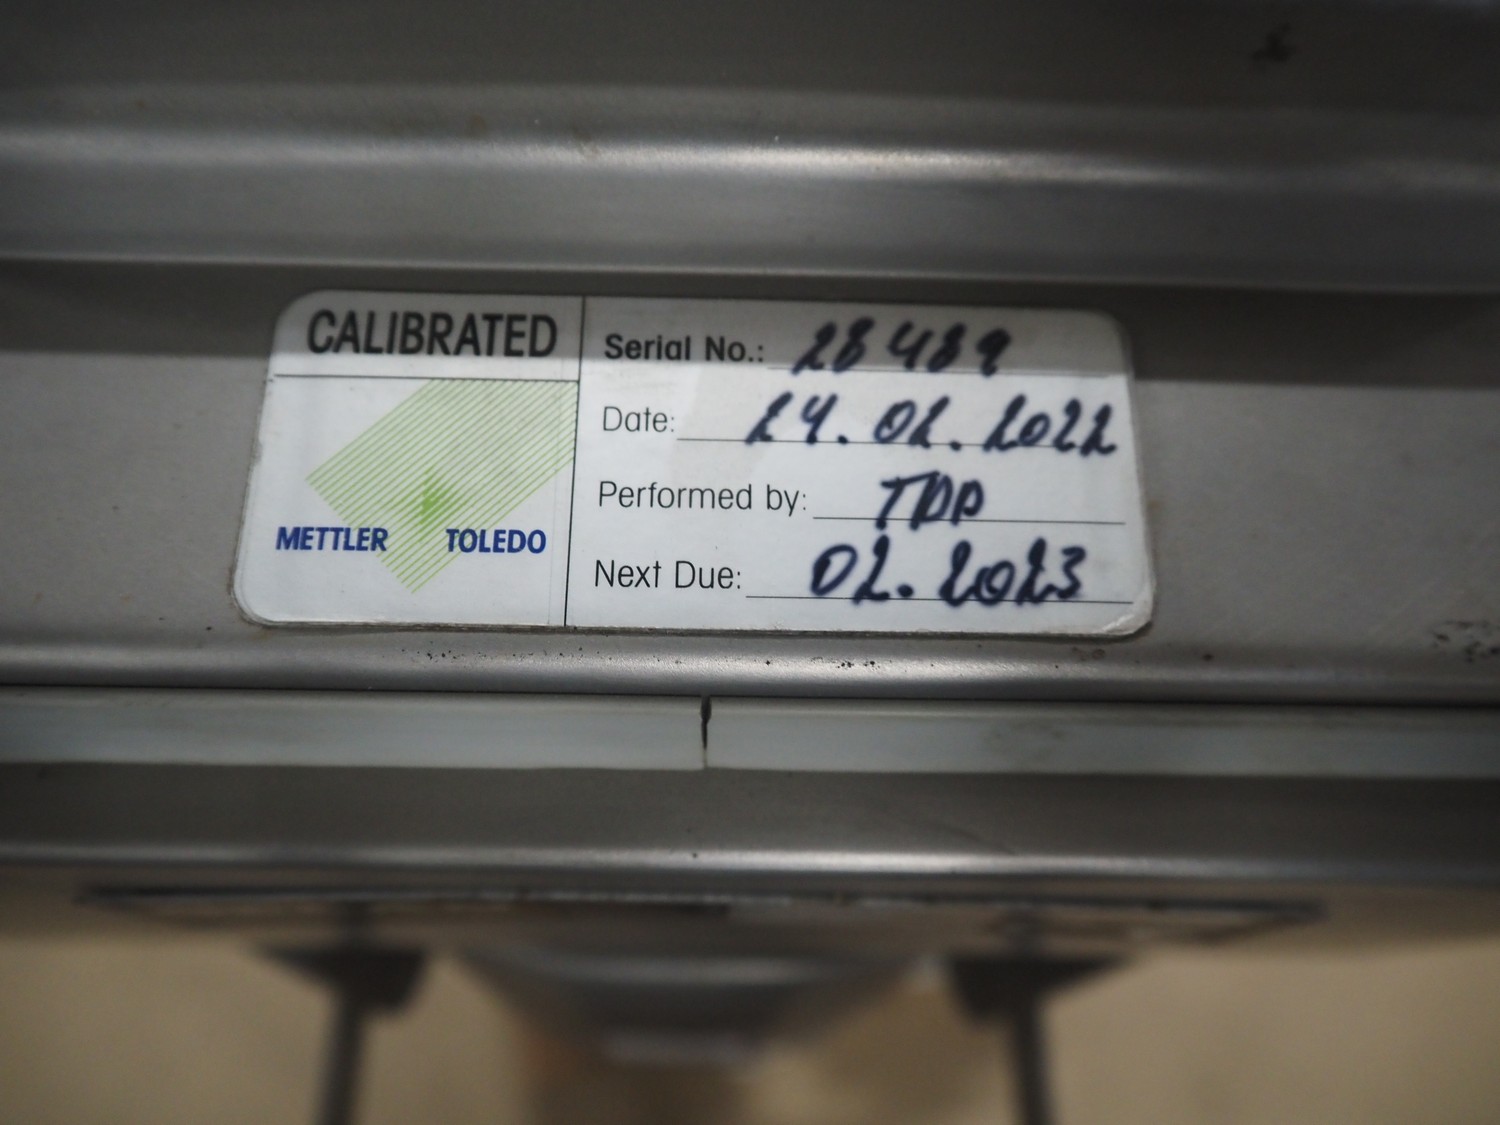 CALIBRATED
METTLER TOLEDO
Serial No.: 28489
Date: 24.02.2022
Performed by: TDP
Next Due: 02.2023